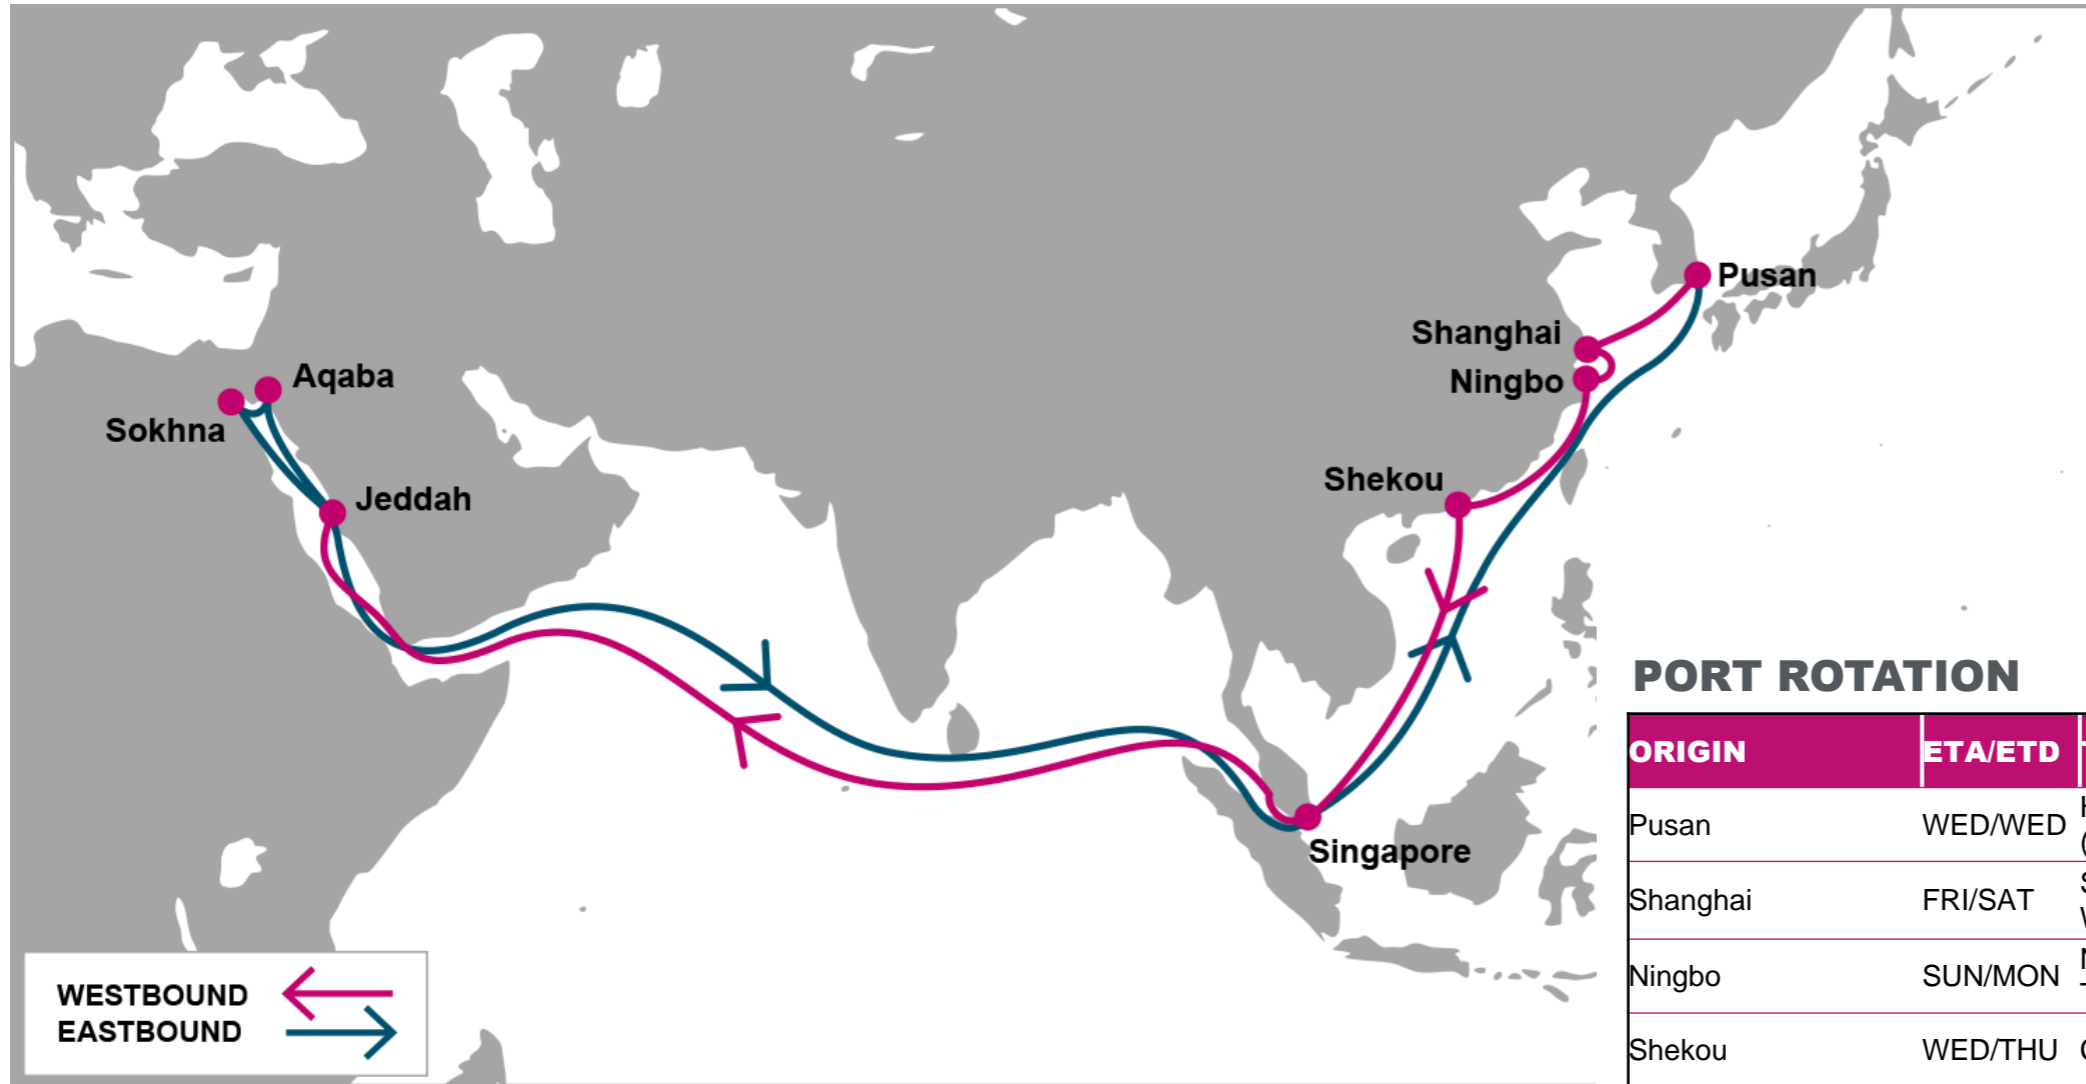 Pusan
Shanghai
Ningbo
Aqaba
Sokhna
Shekou
Jeddah
Singapore
WESTBOUND
EASTBOUND
PORT ROTATION
ORIGIN ETA/ETD
Pusan WED/WED
Shanghai FRI/SAT
Ningbo SUN/MON
Shekou WED/THU